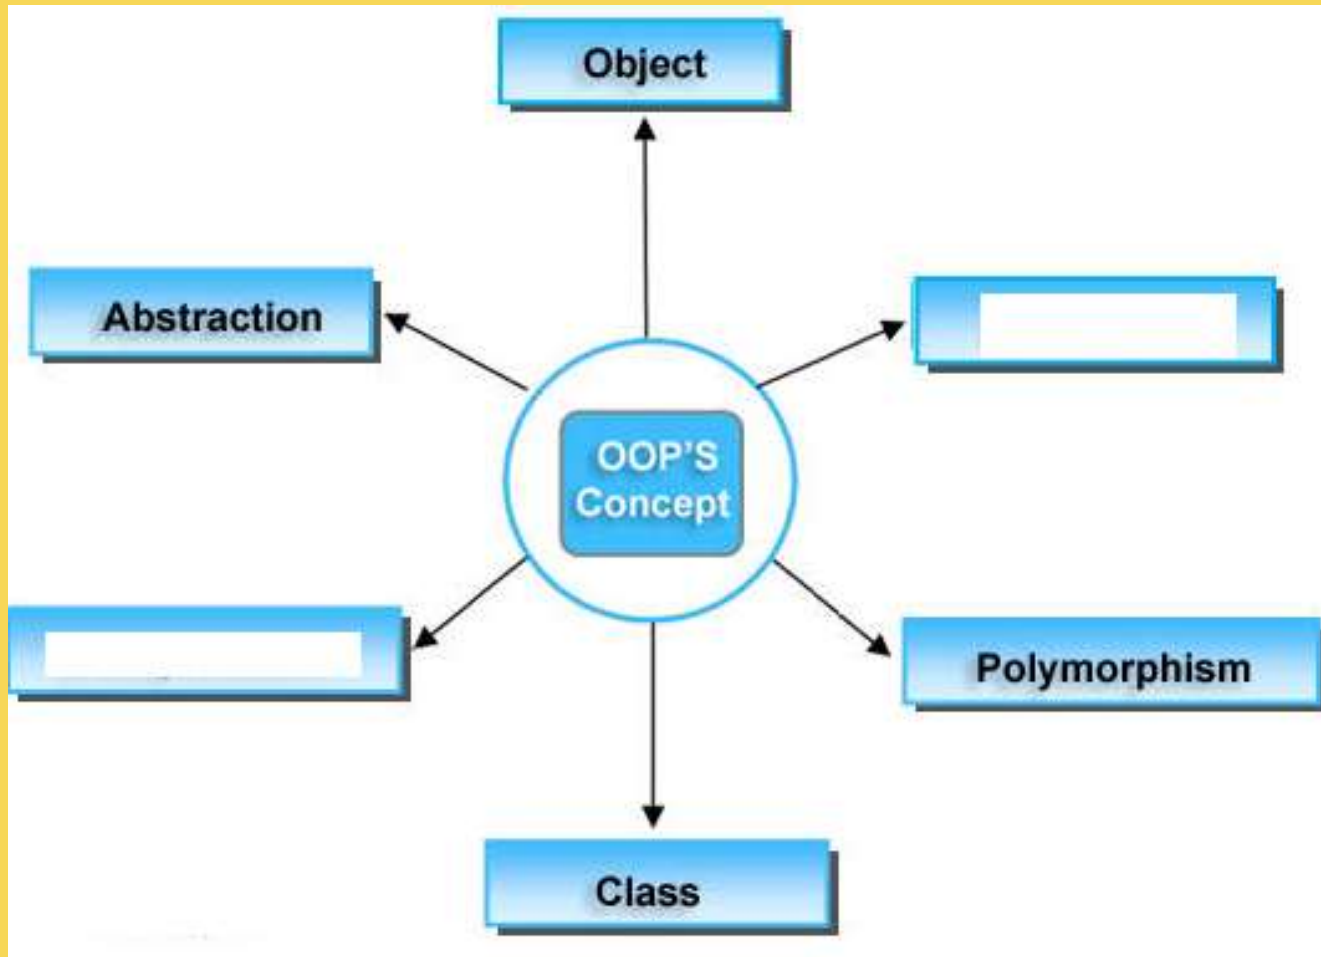 Object
Abstraction
OOP'S
Concept
Polymorphism
Class